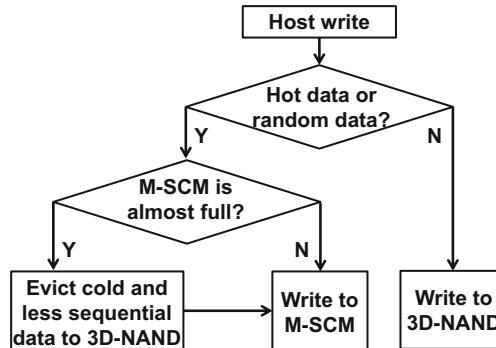 Host write
Hot data or
random data?
Y
N
M-SCM is
almost full?
Y
N
Evict cold and
less sequential
data to 3D-NAND
Write to
M-SCM
Write to
3D-NAND